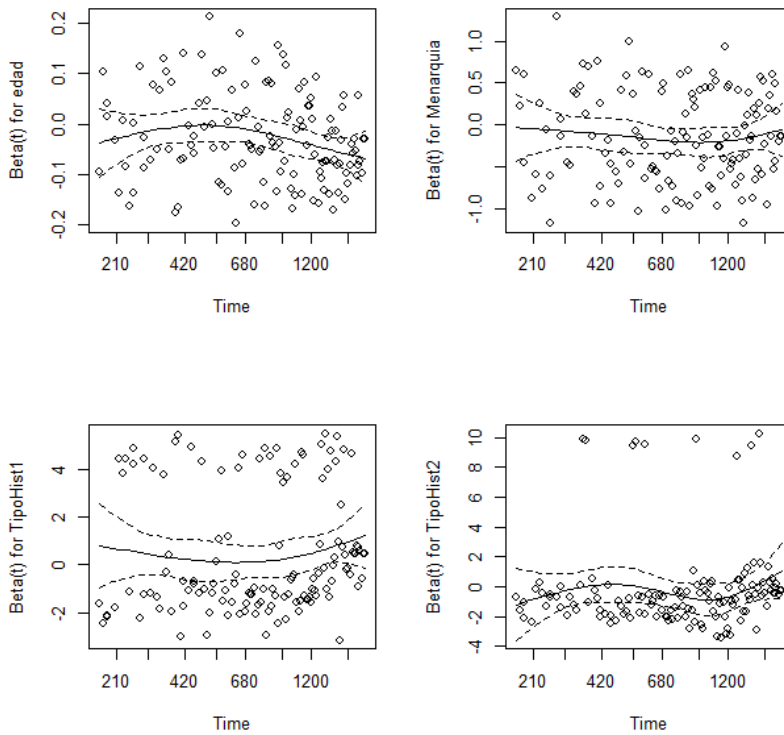 Beta(t) for edad
0.2
0.1
0.0
-0.1
-0.2
210 420 680 1200
Time
Beta(t) for Menarquia
1.0
0.5
0.0
-1.0
210 420 680 1200
Time
Beta(t) for TipoHist1
4
2
0
-2
210 420 680 1200
Time
Beta(t) for TipoHist2
10
8
6
4
2
0
-2
-4
210 420 680 1200
Time